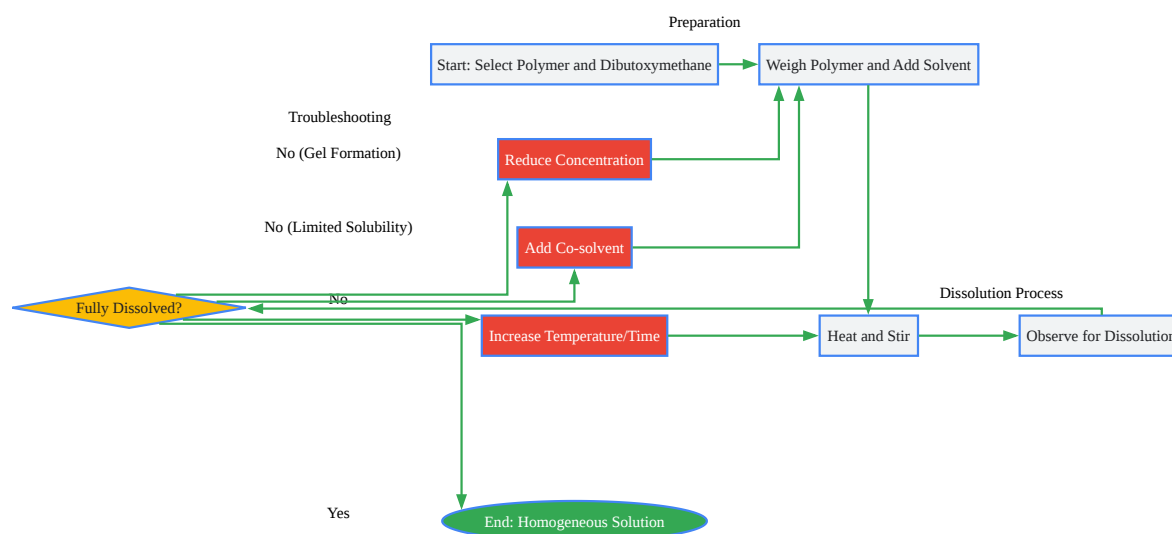 Preparation
Start: Select Polymer and Dibutoxymethane
Weigh Polymer and Add Solvent
Troubleshooting
No (Gel Formation)
Reduce Concentration
No (Limited Solubility)
Add Co-solvent
No
Dissolution Process
Fully Dissolved?
Increase Temperature/Time
Heat and Stir
Observe for Dissolution
Yes
End: Homogeneous Solution